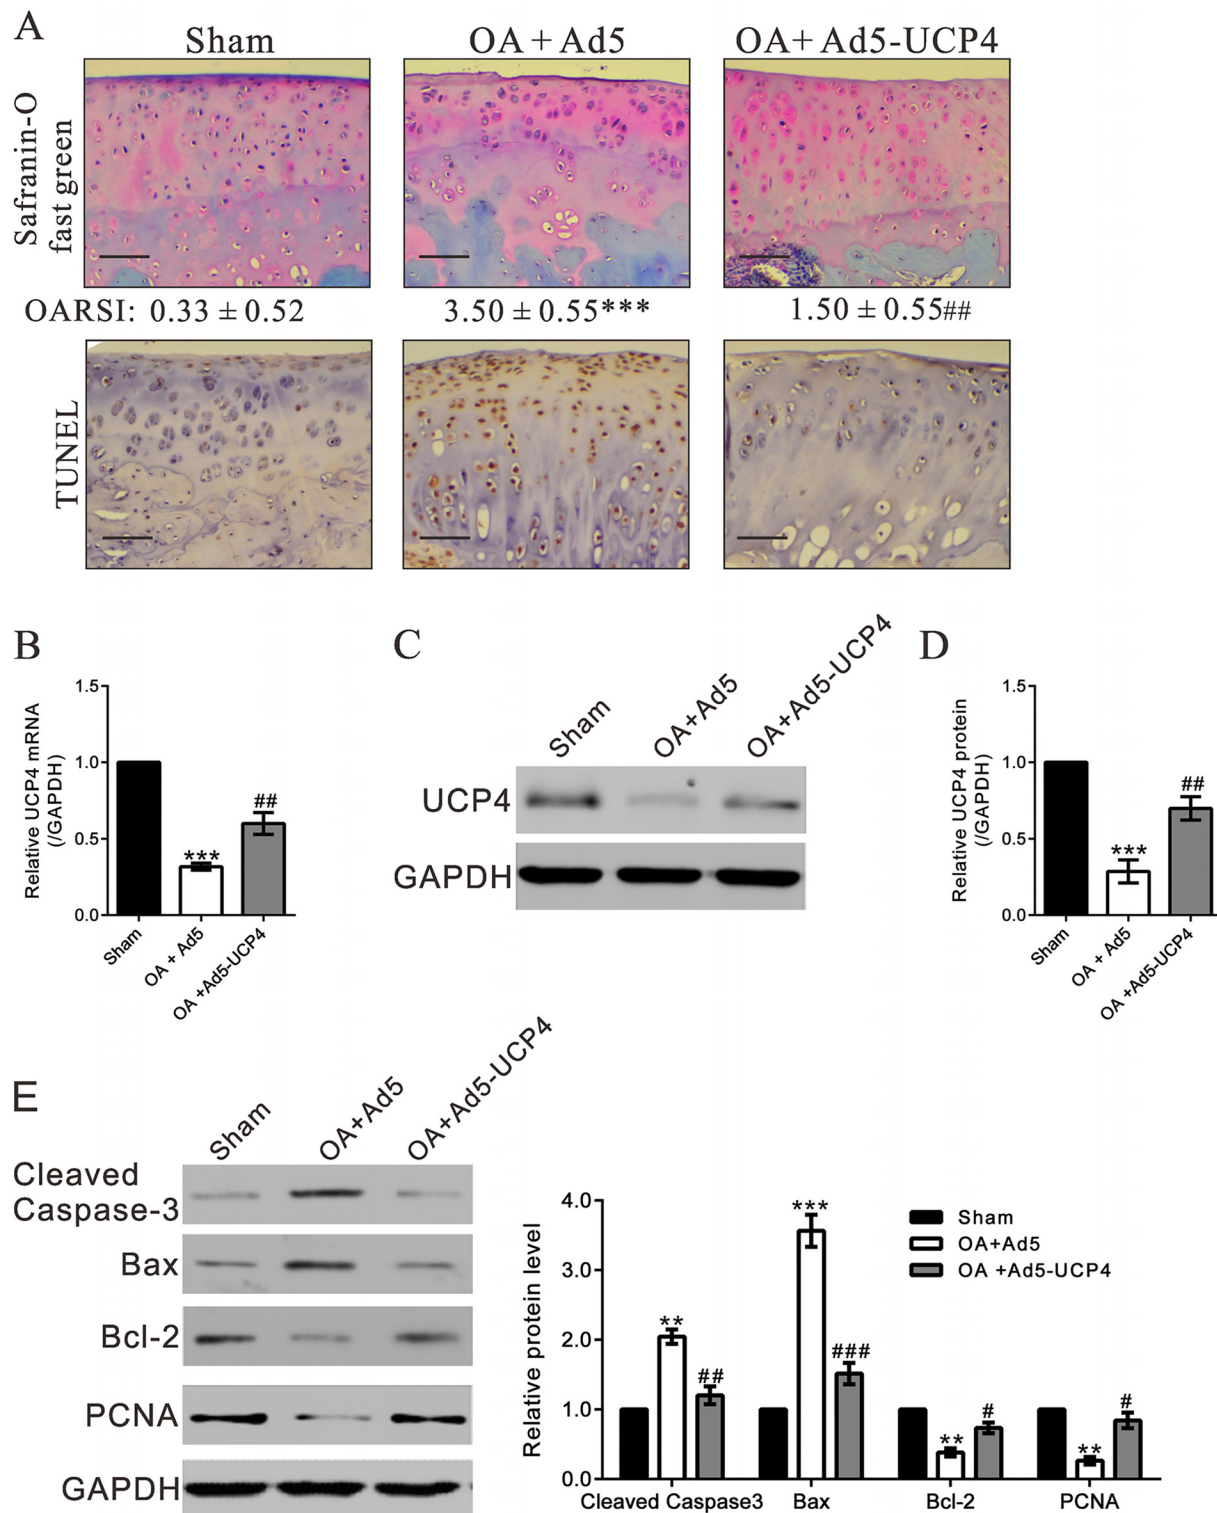 A
Sham
OA + Ad5
OA+ Ad5-UCP4
Safranin-O
fast green
OARSI: 0.33 ± 0.52
3.50 ± 0.55***
1.50 ± 0.55##
TUNEL
B
Relative UCP4 mRNA
(/GAPDH)
1.5
1.0
0.5
0.0
***
##
Sham
OA + Ad5
OA +Ad5-UCP4
C
Sham
OA+Ad5
OA+Ad5-UCP4
UCP4
GAPDH
D
Relative UCP4 protein
(/GAPDH)
1.5
1.0
0.5
0.0
***
##
Sham
OA + Ad5
OA +Ad5-UCP4
E
Sham
OA+Ad5
OA+Ad5-UCP4
Cleaved
Caspase-3
Bax
Bcl-2
PCNA
GAPDH
Relative protein level
4.0
3.0
2.0
1.0
0.0
**
##
***
###
**
#
**
#
Sham
OA+Ad5
OA +Ad5-UCP4
Cleaved Caspase3
Bax
Bcl-2
PCNA